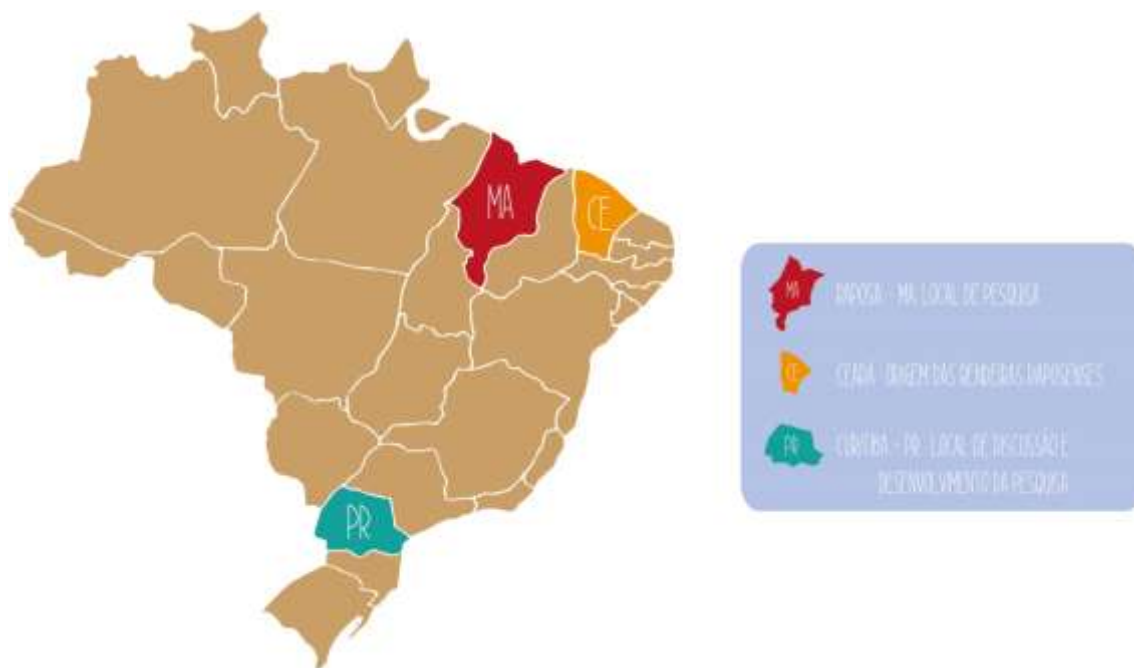 MA
CE
PR
MA
RAPOSA - MA: LOCAL DE PESQUISA
CE
CEARÁ: ORIGEM DAS RENDEIRAS RAPOSENSES
PR
CURITIBA - PR: LOCAL DE DISCUSSÃO E
DESENVOLVIMENTO DA PESQUISA